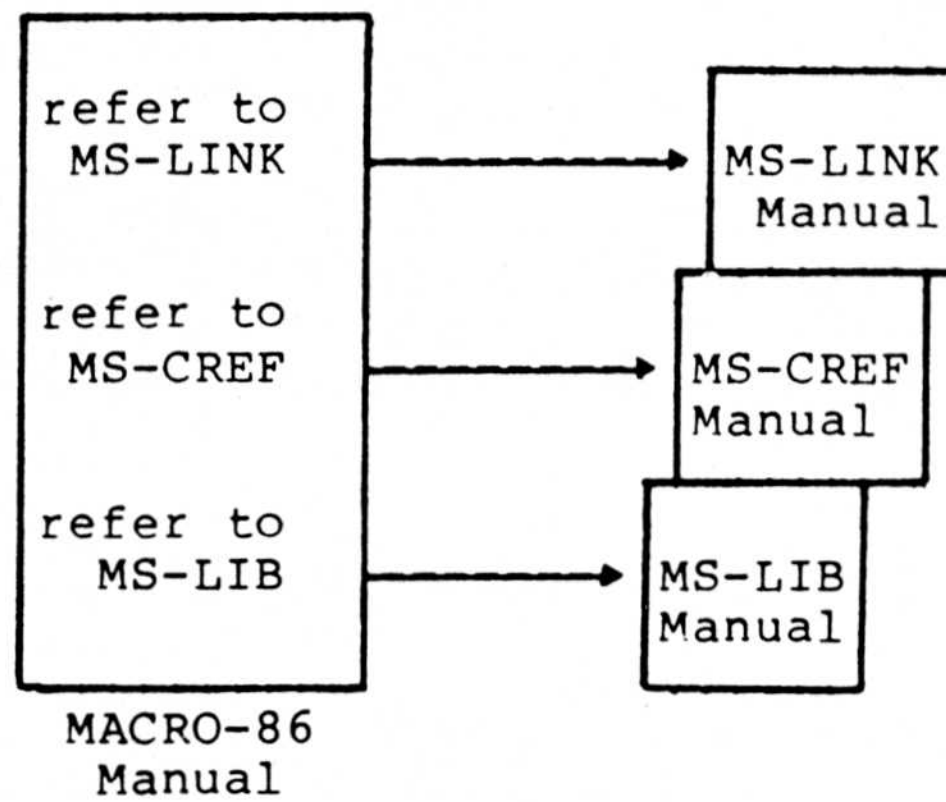 refer to
MS-LINK
MS-LINK
Manual
refer to
MS-CREF
MS-CREF
Manual
refer to
MS-LIB
MS-LIB
Manual
MACRO-86
Manual